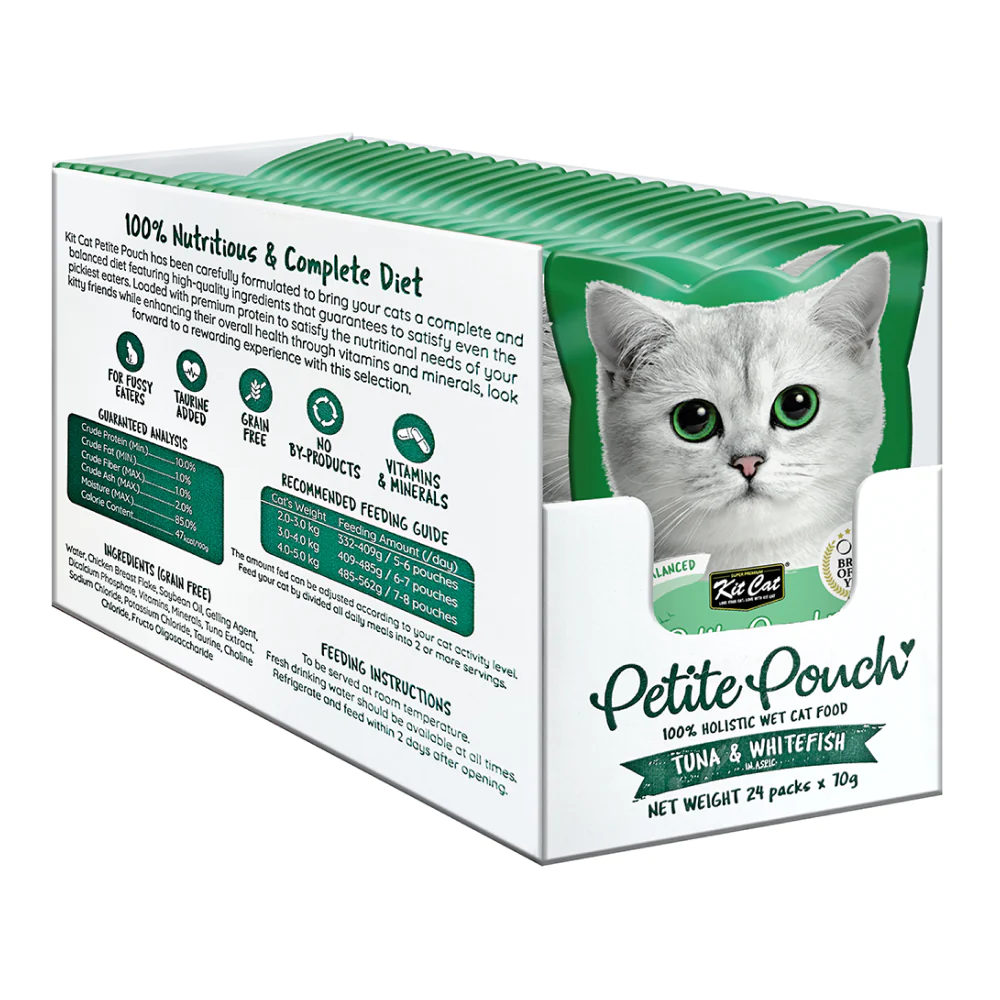 100% Nutritious & Complete Diet
Kit Cat Petite Pouch has been carefully formulated to bring your cats a complete and
balanced diet featuring high-quality ingredients that guarantees to satisfy even the
pickiest eaters. Loaded with premium protein to satisfy the nutritional needs of your
kitty friends while enhancing their overall health through vitamins and minerals, look
forward to a rewarding experience with this selection.
FOR FUSSY
EATERS
TAURINE
ADDED
GRAIN
FREE
NO
BY-PRODUCTS
VITAMINS
& MINERALS
GUARANTEED ANALYSIS
Crude Protein (Min.) 10.0%
Crude Fat (MIN.) 1.0%
Crude Fiber (MAX.) 1.0%
Crude Ash (MAX.) 2.0%
Moisture (MAX.) 85.0%
Calorie Content 47kcal/100g
RECOMMENDED FEEDING GUIDE
Cat's Weight Feeding Amount (/day)
2.0-3.0 kg 332-409g / 5-6 pouches
3.0-4.0 kg 409-485g / 6-7 pouches
4.0-5.0 kg 485-562g / 7-8 pouches
The amount fed can be adjusted according to your cat activity level.
Feed your cat by divided all daily meals into 2 or more servings.
INGREDIENTS (GRAIN FREE)
Water, Chicken Breast Flake, Soybean Oil, Gelling Agent,
Dicalcium Phosphate, Vitamins, Minerals, Tuna Extract,
Sodium Chloride, Potassium Chloride, Taurine, Choline
Chloride, Fructo Oligosaccharide
FEEDING INSTRUCTIONS
To be served at room temperature.
Fresh drinking water should be available at all times.
Refrigerate and feed within 2 days after opening.
ALANCED
SUPER PREMIUM
Kit Cat
O
BR
OF
Y
Petite Pouch
100% HOLISTIC WET CAT FOOD
TUNA & WHITEFISH
IN ASPIC
NET WEIGHT 24 packs x 70g